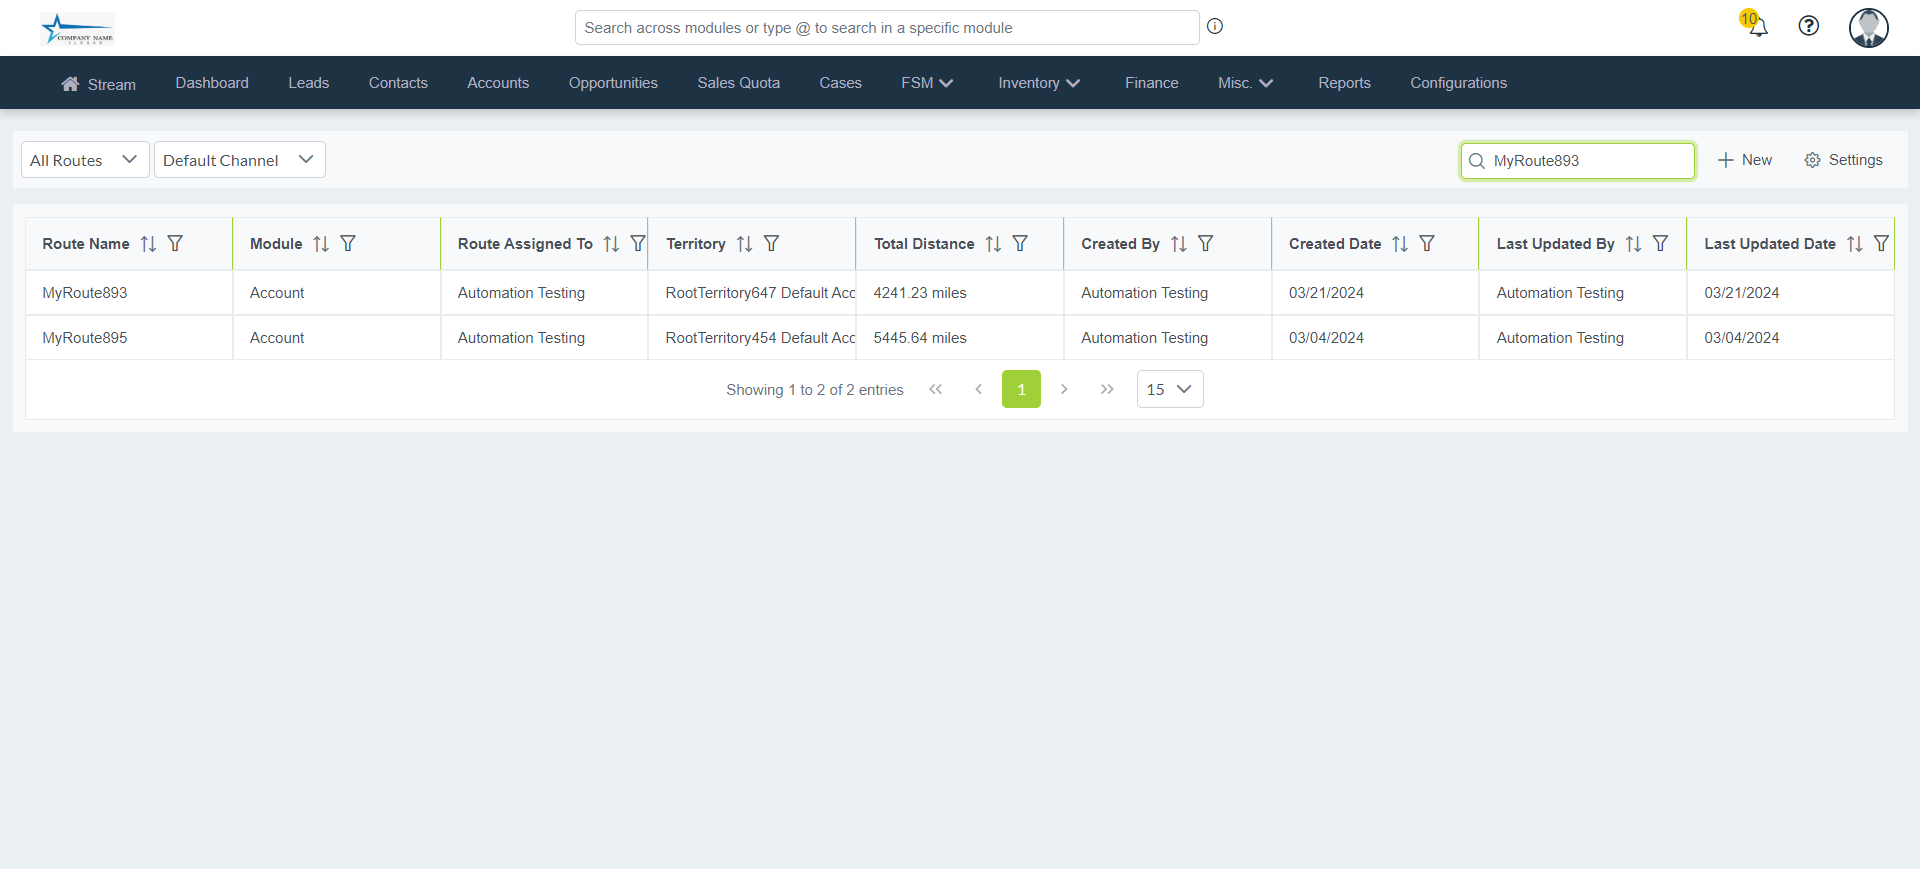 COMPANY NAME
Search across modules or type @ to search in a specific module
10
Stream Dashboard Leads Contacts Accounts Opportunities Sales Quota Cases FSM Inventory Finance Misc. Reports Configurations
All Routes Default Channel MyRoute893 New Settings
Route Name Module Route Assigned To Territory Total Distance Created By Created Date Last Updated By Last Updated Date
MyRoute893 Account Automation Testing RootTerritory647 Default Acc 4241.23 miles Automation Testing 03/21/2024 Automation Testing 03/21/2024
MyRoute895 Account Automation Testing RootTerritory454 Default Acc 5445.64 miles Automation Testing 03/04/2024 Automation Testing 03/04/2024
Showing 1 to 2 of 2 entries 1 15